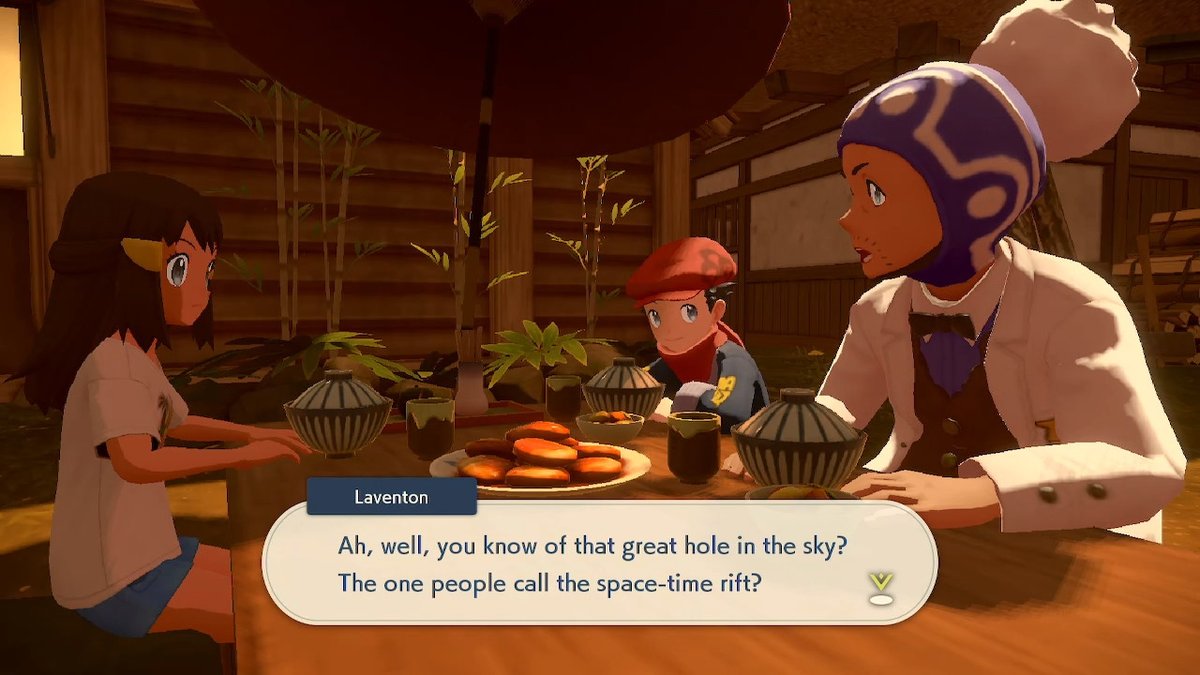 Laventon
Ah, well, you know of that great hole in the sky?
The one people call the space-time rift?